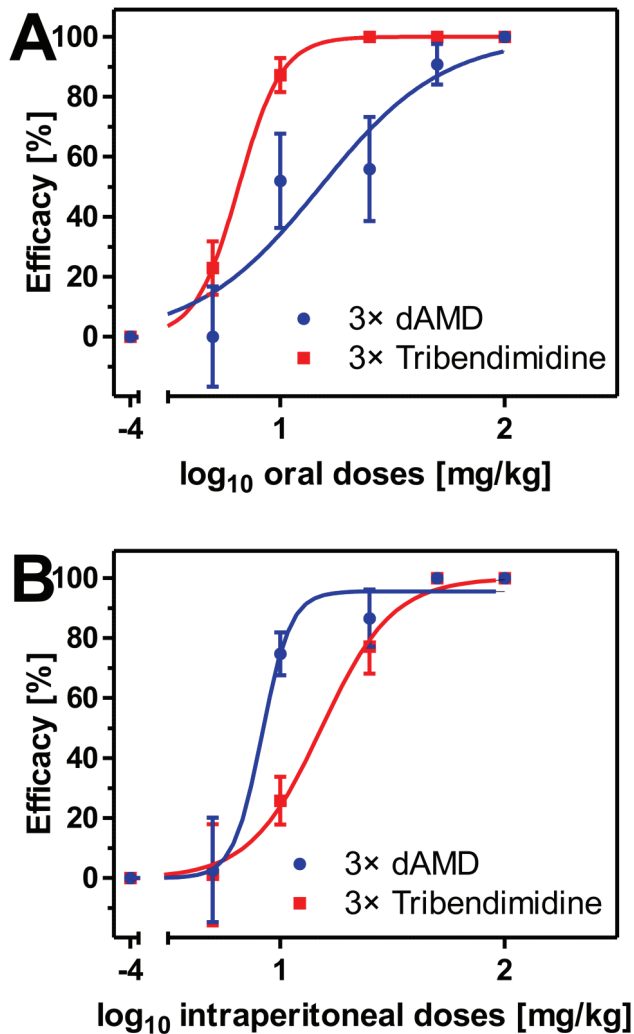 A
100
80
60
40
20
0
Efficacy [%]
3× dAMD
3× Tribendimidine
-4 1 2
log10 oral doses [mg/kg]
B
100
80
60
40
20
0
Efficacy [%]
3× dAMD
3× Tribendimidine
-4 1 2
log10 intraperitoneal doses [mg/kg]